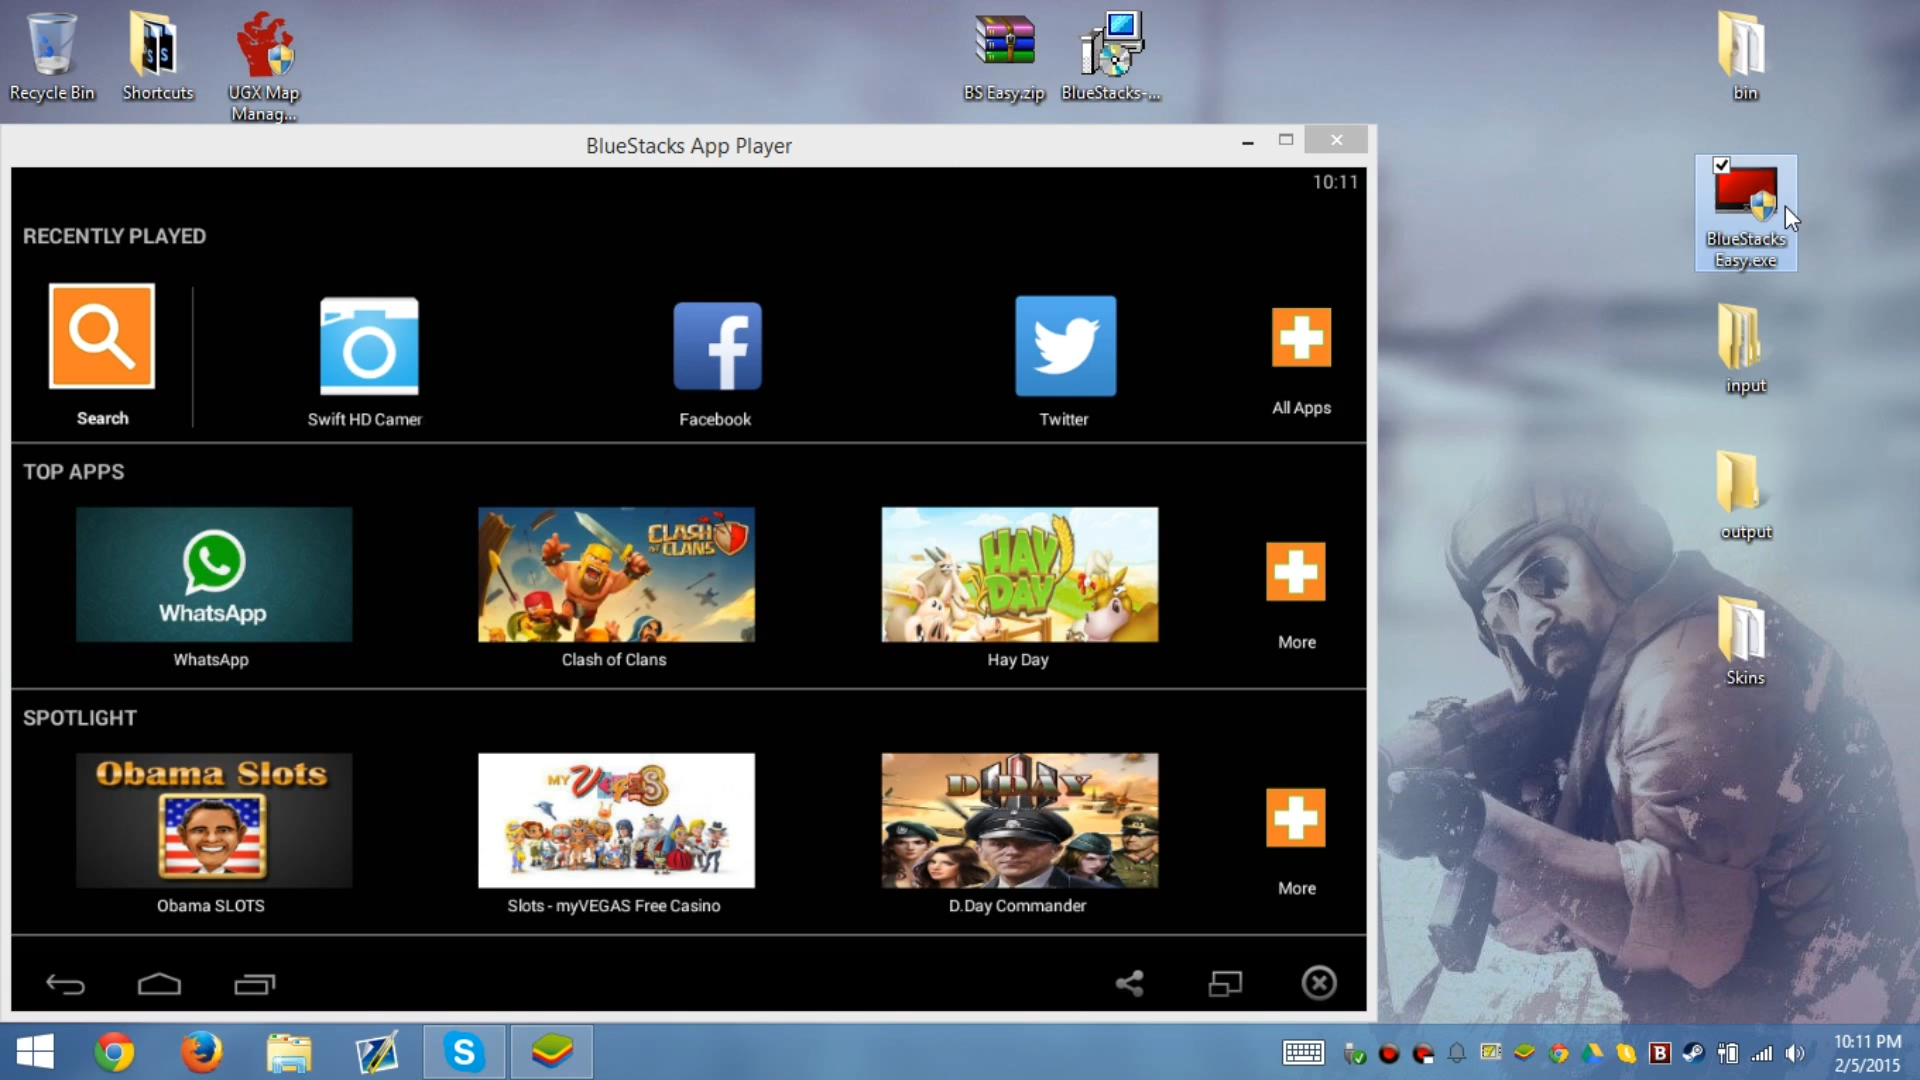 Recycle Bin
Shortcuts
UGX Map
Manag...
BS Easy.zip
BlueStacks-...
bin
BlueStacks App Player
10:11
RECENTLY PLAYED
Search
Swift HD Camer
Facebook
Twitter
All Apps
TOP APPS
WhatsApp
CLASH OF CLANS
HAY
DAY
WhatsApp
Clash of Clans
Hay Day
More
SPOTLIGHT
Obama Slots
MY VEGAS
D-DAY
Obama SLOTS
Slots - myVEGAS Free Casino
D.Day Commander
More
BlueStacks
Easy.exe
input
output
Skins
10:11 PM
2/5/2015